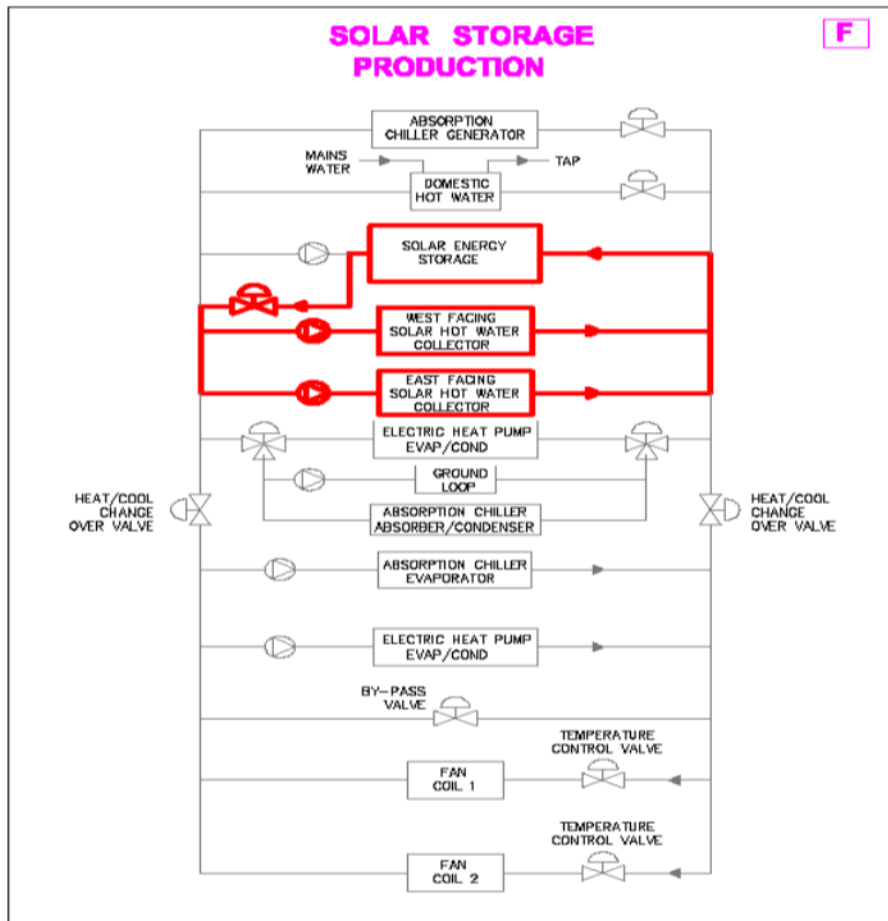 SOLAR STORAGE
PRODUCTION
F
ABSORPTION
CHILLER GENERATOR
MAINS
WATER
TAP
DOMESTIC
HOT WATER
SOLAR ENERGY
STORAGE
WEST FACING
SOLAR HOT WATER
COLLECTOR
EAST FACING
SOLAR HOT WATER
COLLECTOR
ELECTRIC HEAT PUMP
EVAP/COND
GROUND
LOOP
HEAT/COOL
CHANGE
OVER VALVE
ABSORPTION CHILLER
ABSORBER/CONDENSER
HEAT/COOL
CHANGE
OVER VALVE
ABSORPTION CHILLER
EVAPORATOR
ELECTRIC HEAT PUMP
EVAP/COND
BY-PASS
VALVE
TEMPERATURE
CONTROL VALVE
FAN
COIL 1
TEMPERATURE
CONTROL VALVE
FAN
COIL 2